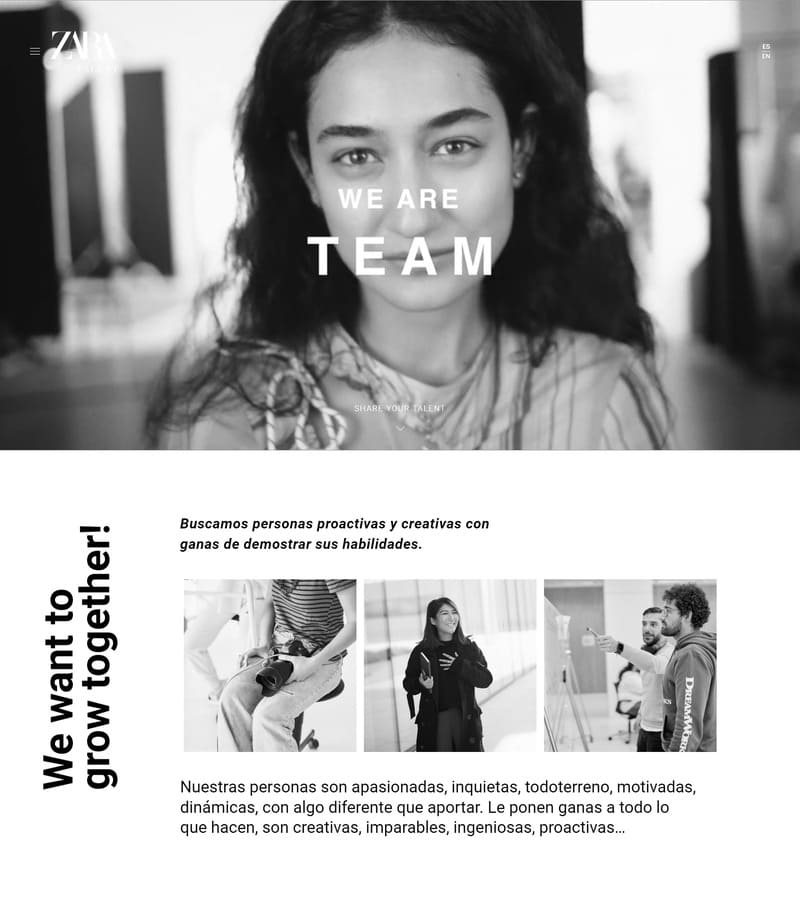 ZARA
ES
EN
WE ARE
TEAM
SHARE YOUR TALENT
We want to
grow together!
Buscamos personas proactivas y creativas con
ganas de demostrar sus habilidades.
DREAMWORKS
Nuestras personas son apasionadas, inquietas, todoterreno, motivadas,
dinámicas, con algo diferente que aportar. Le ponen ganas a todo lo
que hacen, son creativas, imparables, ingeniosas, proactivas…